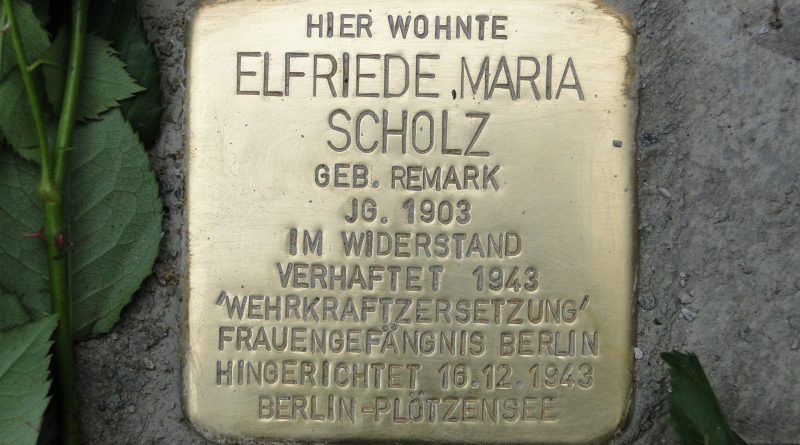 HIER WOHNTE
ELFRIEDE MARIA
SCHOLZ
GEB. REMARK
JG. 1903
IM WIDERSTAND
VERHAFTET 1943
'WEHRKRAFTZERSETZUNG'
FRAUENGEFÄNGNIS BERLIN
HINGERICHTET 16.12.1943
BERLIN-PLÖTZENSEE